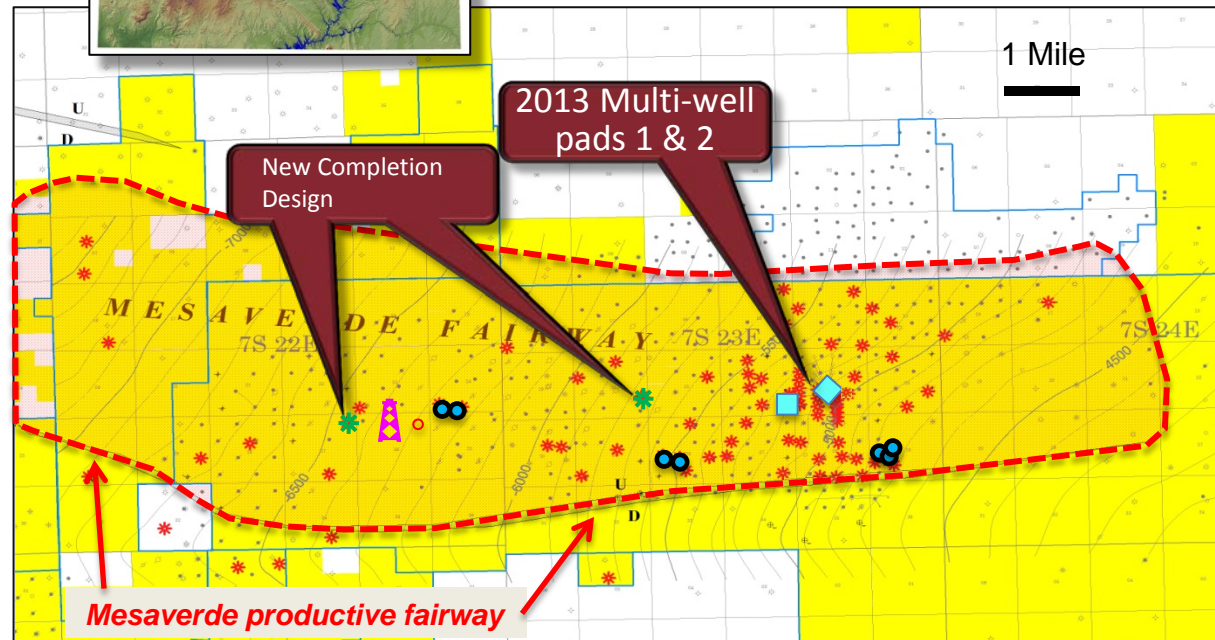 1 Mile
2013 Multi-well
pads 1 & 2
U
D
New Completion
Design
-7000
MESAVERDE FAIRWAY
7S 22E
7S 23E
7S 24E
4500
-6500
-6000
U
D
Mesaverde productive fairway